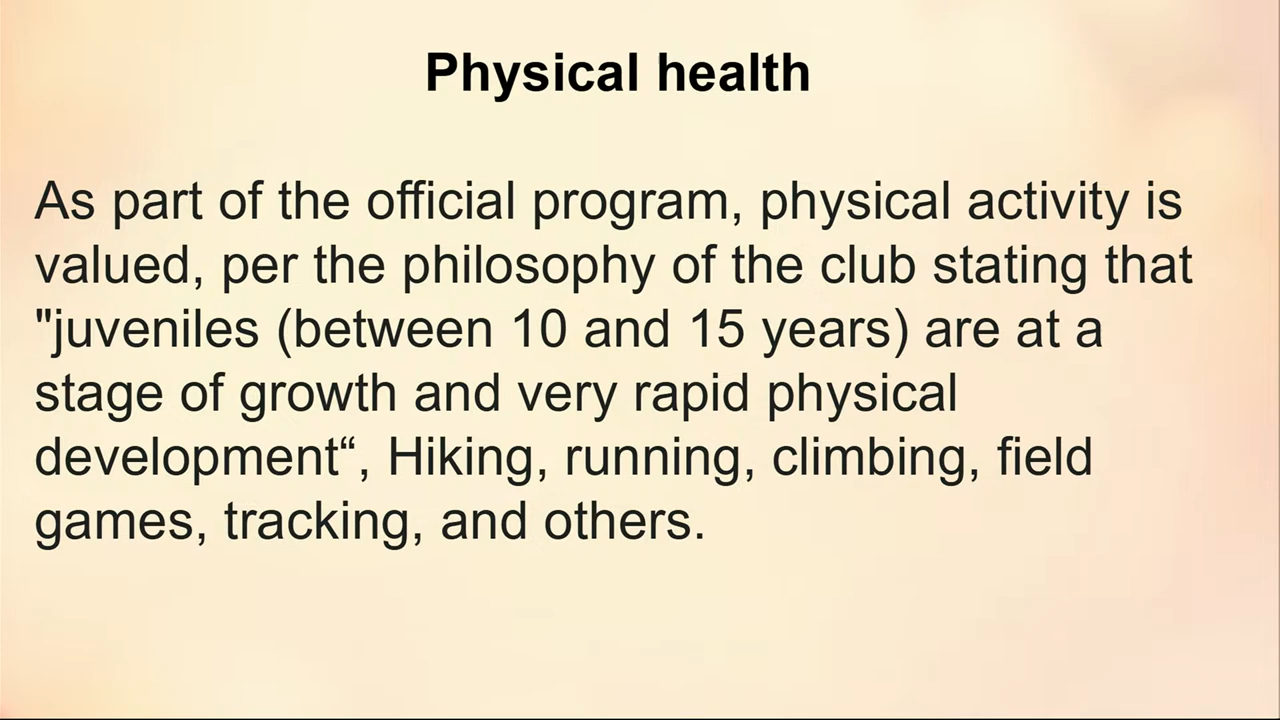 Physical health
As part of the official program, physical activity is
valued, per the philosophy of the club stating that
"juveniles (between 10 and 15 years) are at a
stage of growth and very rapid physical
development“, Hiking, running, climbing, field
games, tracking, and others.